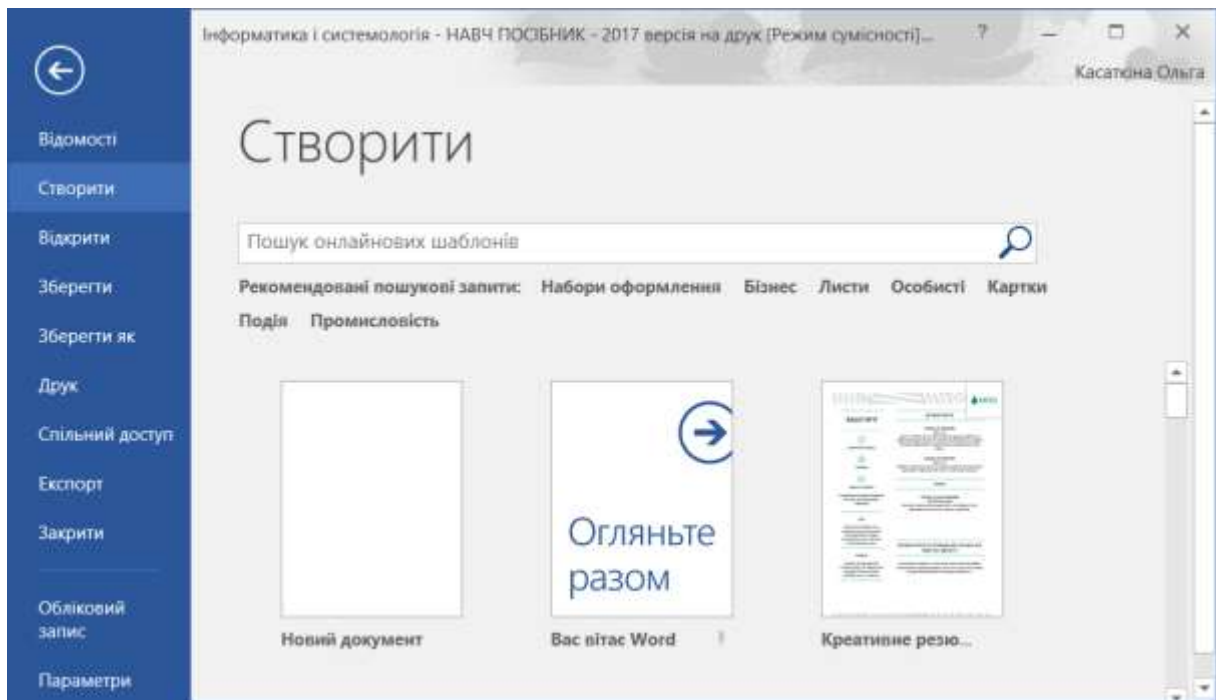 Інформатика і системологія - НАВЧ ПОСІБНИК - 2017 версія на друк [Режим сумісності]...
?
Касаткіна Ольга
Відомості
Створити
Відкрити
Зберегти
Зберегти як
Друк
Спільний доступ
Експорт
Закрити
Обліковий
запис
Параметри
Створити
Пошук онлайнових шаблонів
Рекомендовані пошукові запити: Набори оформлення Бізнес Листи Особисті Картки
Подія Промисловість
Огляньте
разом
Новий документ
Вас вітає Word
Креативне резю...